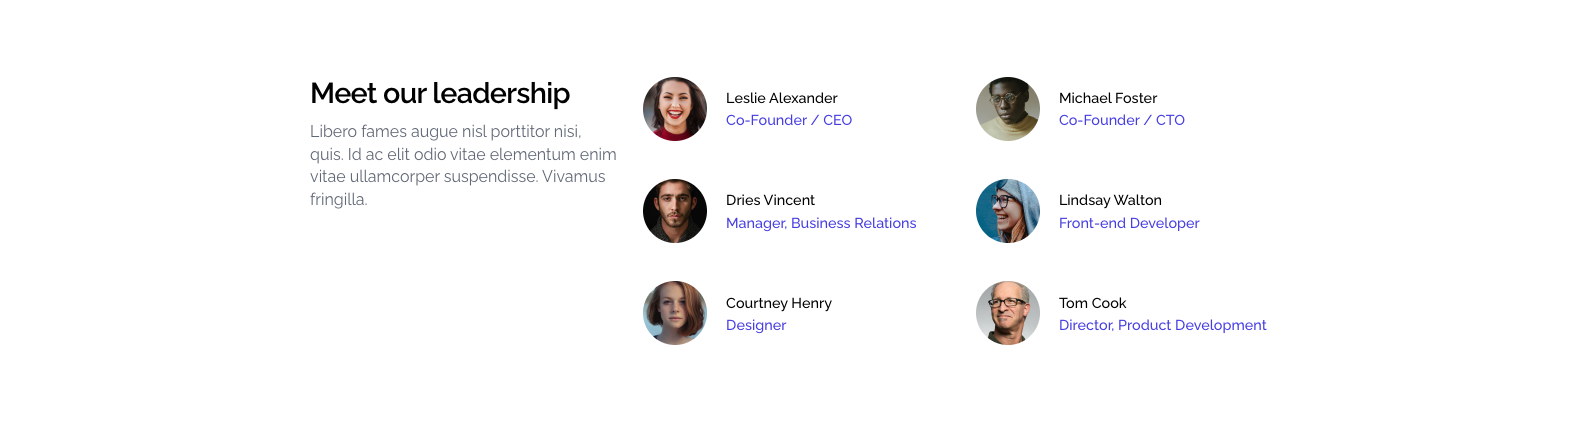 Meet our leadership
Libero fames augue nisl porttitor nisi,
quis. Id ac elit odio vitae elementum enim
vitae ullamcorper suspendisse. Vivamus
fringilla.
Leslie Alexander
Co-Founder / CEO
Michael Foster
Co-Founder / CTO
Dries Vincent
Manager, Business Relations
Lindsay Walton
Front-end Developer
Courtney Henry
Designer
Tom Cook
Director, Product Development